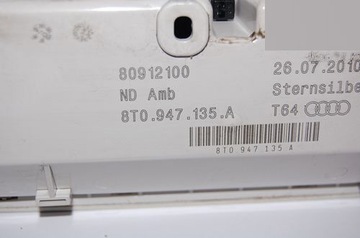 80912100
26.07.2010
ND Amb
Sternsilbe
8T0.947.135.A
T64
8T0 947 135 A